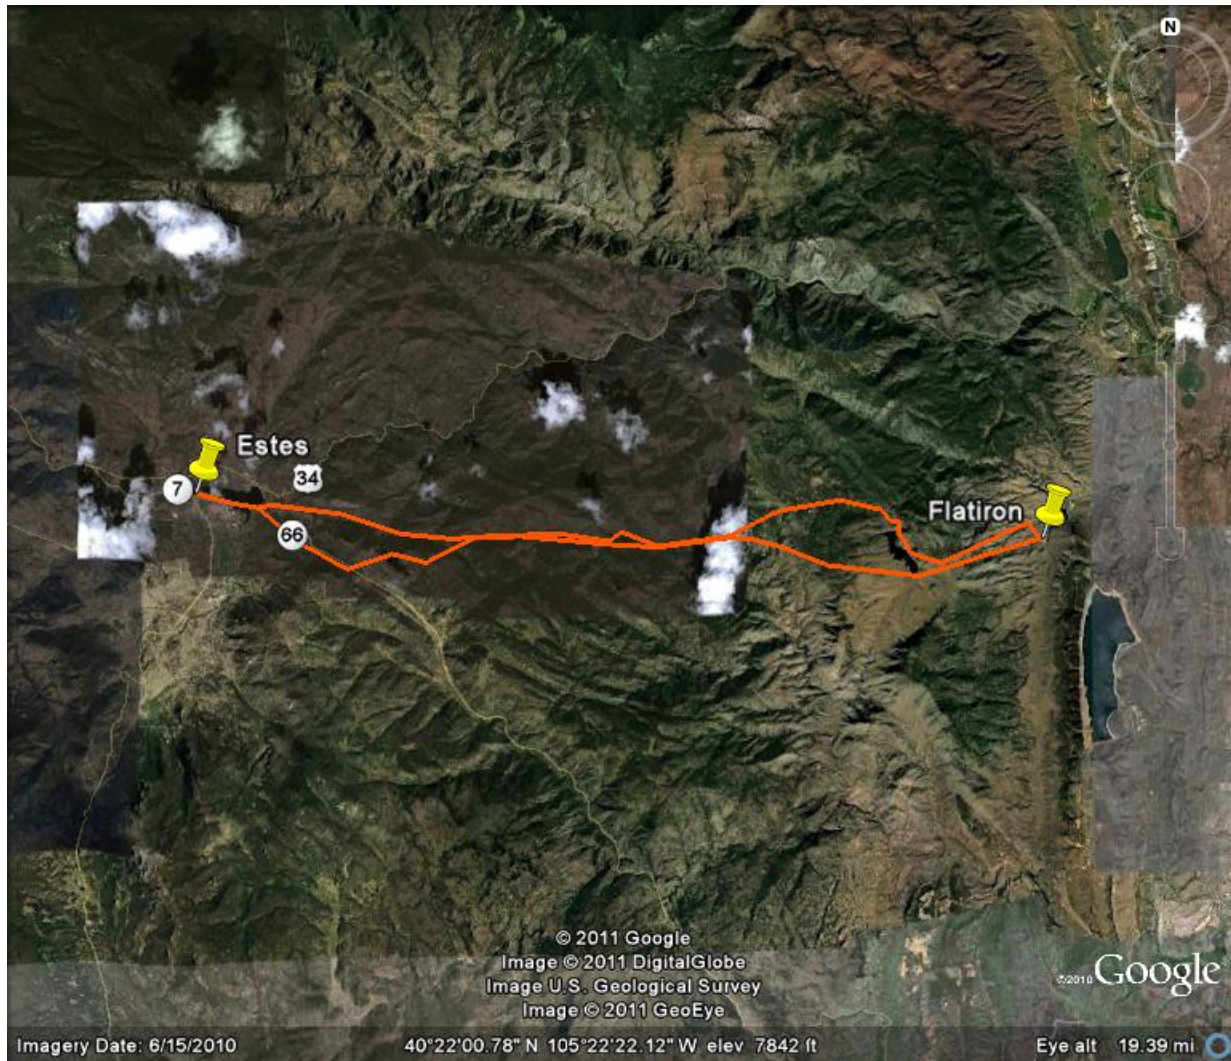 N
Estes
34
7
Flatiron
66
© 2011 Google
Image © 2011 DigitalGlobe
Image U.S. Geological Survey
Image © 2011 GeoEye
©2010 Google
Imagery Date: 6/15/2010 40°22'00.78" N 105°22'22.12" W elev 7842 ft Eye alt 19.39 mi